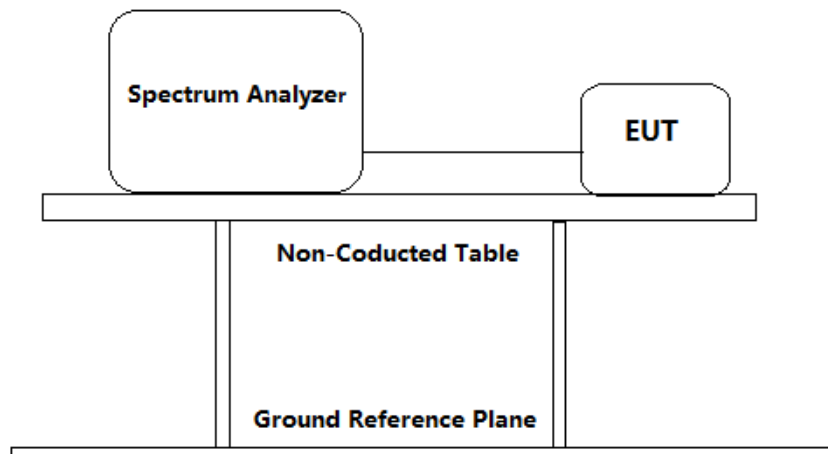 Spectrum Analyzer
EUT
Non-Coducted Table
Ground Reference Plane